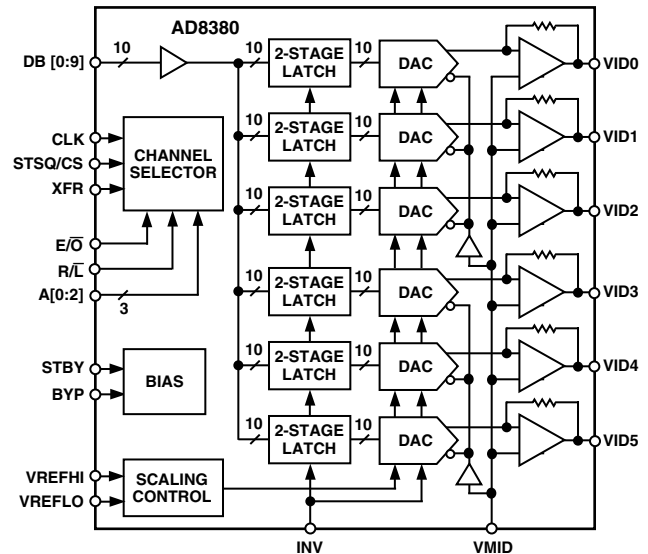 AD8380
DB [0:9]
10
10
2-STAGE
LATCH
10
DAC
VID0
CLK
STSQ/CS
XFR
CHANNEL
SELECTOR
2-STAGE
LATCH
DAC
VID1
10
10
E/O̅
R/L̅
A[0:2]
3
2-STAGE
LATCH
DAC
VID2
10
10
2-STAGE
LATCH
DAC
VID3
STBY
BYP
BIAS
10
10
2-STAGE
LATCH
DAC
VID4
10
10
2-STAGE
LATCH
DAC
VID5
VREFHI
VREFLO
SCALING
CONTROL
10
10
INV
VMID